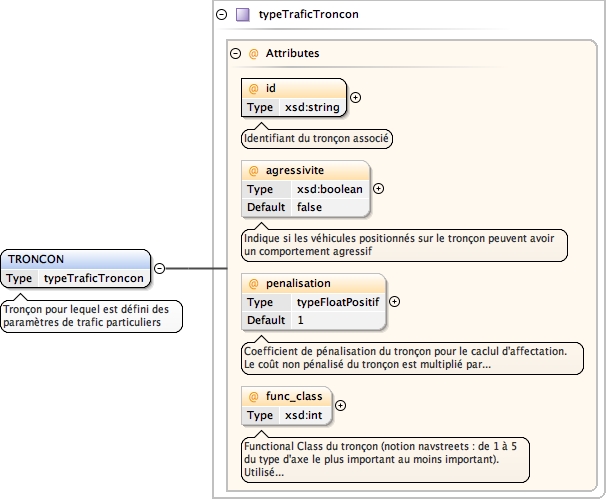 typeTraficTroncon
@ Attributes
@ id
Type xsd:string
Identifiant du tronçon associé
@ agressivite
Type xsd:boolean
Default false
Indique si les véhicules positionnés sur le tronçon peuvent avoir
un comportement agressif
TRONCON
Type typeTraficTroncon
Tronçon pour lequel est défini des
paramètres de trafic particuliers
@ penalisation
Type typeFloatPositif
Default 1
Coefficient de pénalisation du tronçon pour le caclul d'affectation.
Le coût non pénalisé du tronçon est multiplié par...
@ func_class
Type xsd:int
Functional Class du tronçon (notion navstreets : de 1 à 5
du type d'axe le plus important au moins important).
Utilisé...